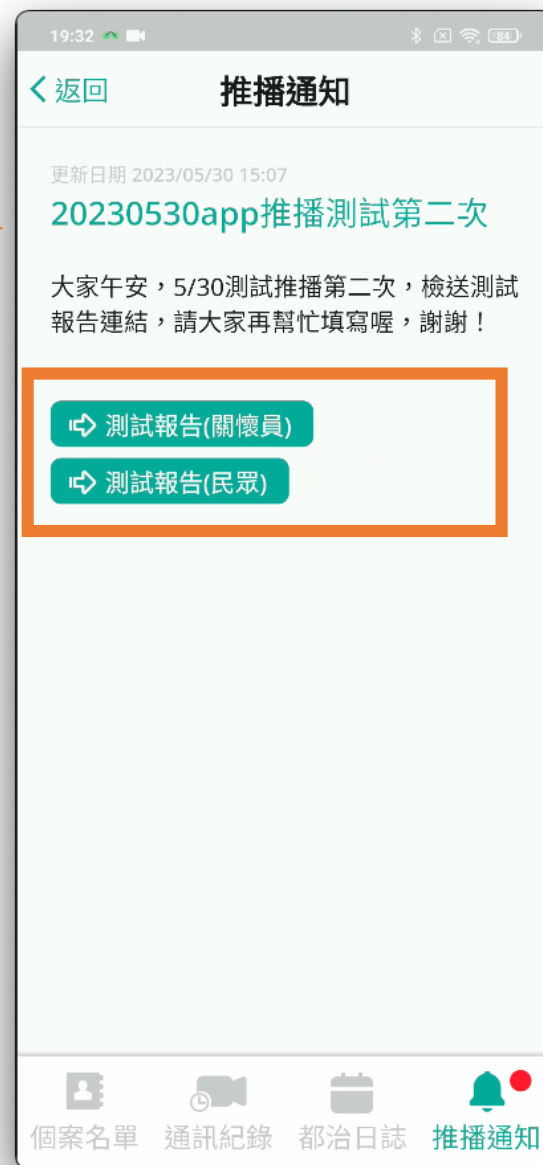 19:32
84
返回
推播通知
更新日期 2023/05/30 15:07
20230530app推播測試第二次
大家午安，5/30測試推播第二次，檢送測試
報告連結，請大家再幫忙填寫喔，謝謝！
測試報告(關懷員)
測試報告(民眾)
個案名單
通訊紀錄
都治日誌
推播通知